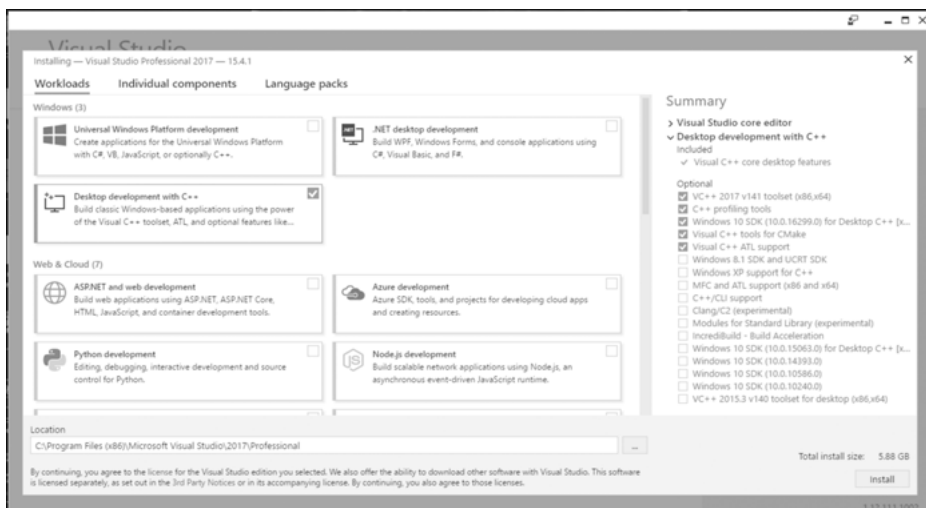 Visual Studio
Installing — Visual Studio Professional 2017 — 15.4.1
Workloads
Individual components
Language packs
Windows (3)
Universal Windows Platform development
Create applications for the Universal Windows Platform
with C#, VB, JavaScript, or optionally C++.
.NET desktop development
Build WPF, Windows Forms, and console applications using
C#, Visual Basic, and F#.
Desktop development with C++
Build classic Windows-based applications using the power
of the Visual C++ toolset, ATL, and optional features like...
Web & Cloud (7)
ASP.NET and web development
Build web applications using ASP.NET, ASP.NET Core,
HTML, JavaScript, and container development tools.
Azure development
Azure SDK, tools, and projects for developing cloud apps
and creating resources.
Python development
Editing, debugging, interactive development and source
control for Python.
Node.js development
Build scalable network applications using Node.js, an
asynchronous event-driven JavaScript runtime.
Location
C:\Program Files (x86)\Microsoft Visual Studio\2017\Professional
...
By continuing, you agree to the license for the Visual Studio edition you selected. We also offer the ability to download other software with Visual Studio. This software
is licensed separately, as set out in the 3rd Party Notices or in its accompanying license. By continuing, you also agree to those licenses.
Summary
Visual Studio core editor
Desktop development with C++
Included
Visual C++ core desktop features
Optional
VC++ 2017 v141 toolset (x86,x64)
C++ profiling tools
Windows 10 SDK (10.0.16299.0) for Desktop C++ [x...
Visual C++ tools for CMake
Visual C++ ATL support
Windows 8.1 SDK and UCRT SDK
Windows XP support for C++
MFC and ATL support (x86 and x64)
C++/CLI support
Clang/C2 (experimental)
Modules for Standard Library (experimental)
IncrediBuild - Build Acceleration
Windows 10 SDK (10.0.15063.0) for Desktop C++ [x...
Windows 10 SDK (10.0.14393.0)
Windows 10 SDK (10.0.10586.0)
Windows 10 SDK (10.0.10240.0)
VC++ 2015.3 v140 toolset for desktop (x86,x64)
Total install size: 5.88 GB
Install